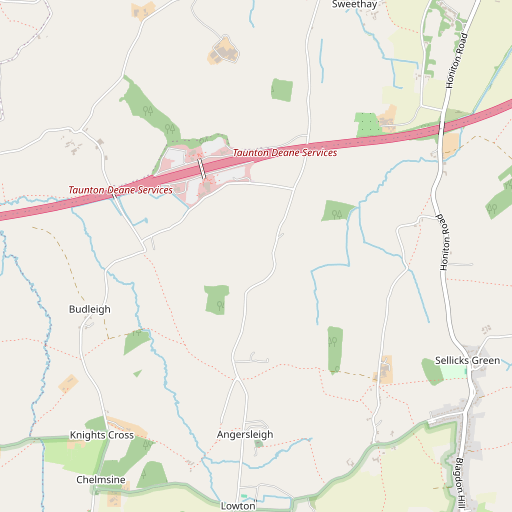 Sweethay
Honiton Road
Taunton Deane Services
Taunton Deane Services
Honiton Road
Budleigh
Sellicks Green
Knights Cross
Angersleigh
Blagdon Hill
Chelmsine
Lowton